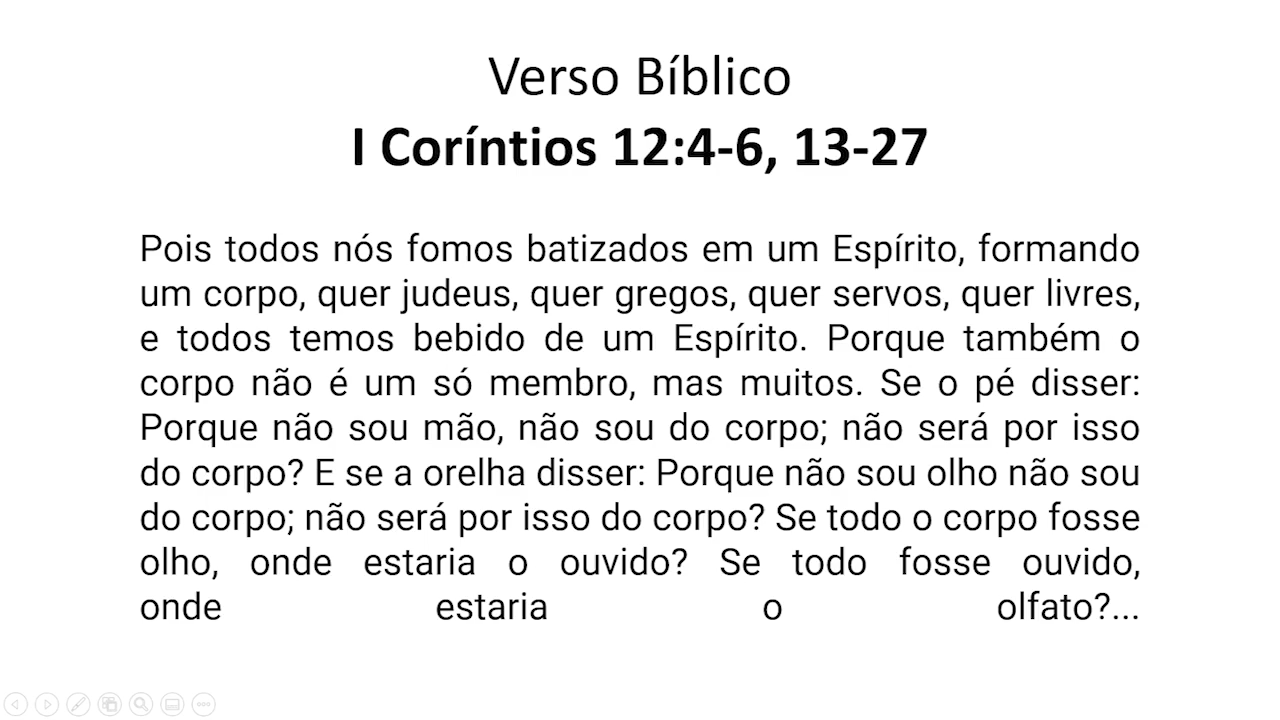 Verso Bíblico
I Coríntios 12:4-6, 13-27
Pois todos nós fomos batizados em um Espírito, formando
um corpo, quer judeus, quer gregos, quer servos, quer livres,
e todos temos bebido de um Espírito. Porque também o
corpo não é um só membro, mas muitos. Se o pé disser:
Porque não sou mão, não sou do corpo; não será por isso
do corpo? E se a orelha disser: Porque não sou olho não sou
do corpo; não será por isso do corpo? Se todo o corpo fosse
olho, onde estaria o ouvido? Se todo fosse ouvido,
onde estaria o olfato?...